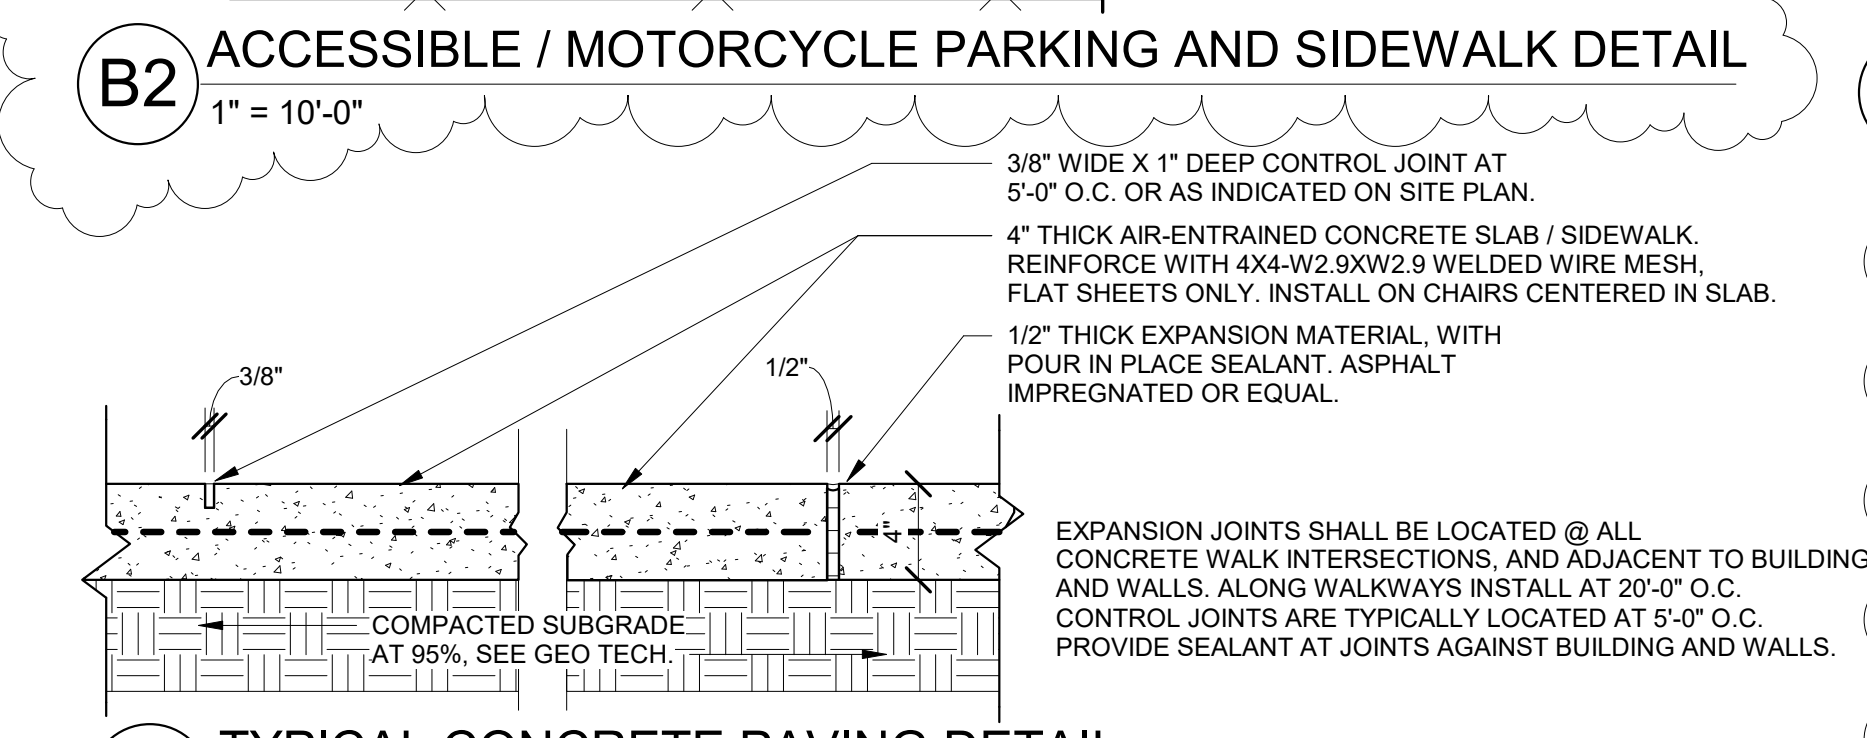 B2
ACCESSIBLE / MOTORCYCLE PARKING AND SIDEWALK DETAIL
1" = 10'-0"
3/8" WIDE X 1" DEEP CONTROL JOINT AT
5'-0" O.C. OR AS INDICATED ON SITE PLAN.
4" THICK AIR-ENTRAINED CONCRETE SLAB / SIDEWALK.
REINFORCE WITH 4X4-W2.9XW2.9 WELDED WIRE MESH,
FLAT SHEETS ONLY. INSTALL ON CHAIRS CENTERED IN SLAB.
1/2" THICK EXPANSION MATERIAL, WITH
POUR IN PLACE SEALANT. ASPHALT
IMPREGNATED OR EQUAL.
3/8"
1/2"
4"
EXPANSION JOINTS SHALL BE LOCATED @ ALL
CONCRETE WALK INTERSECTIONS, AND ADJACENT TO BUILDING
AND WALLS. ALONG WALKWAYS INSTALL AT 20'-0" O.C.
CONTROL JOINTS ARE TYPICALLY LOCATED AT 5'-0" O.C.
PROVIDE SEALANT AT JOINTS AGAINST BUILDING AND WALLS.
COMPACTED SUBGRADE
AT 95%, SEE GEO TECH.
TYPICAL CONCRETE PAVING DETAIL